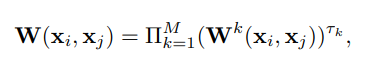 W(x_i, x_j) = Π_{k=1}^{M} (W^k(x_i, x_j))^{τ_k},